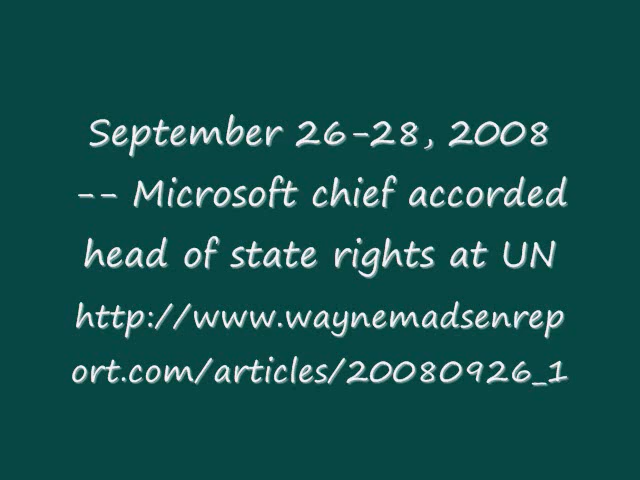 September 26-28, 2008
-- Microsoft chief accorded
head of state rights at UN
http://www.waynemadsenrep
ort.com/articles/20080926_1